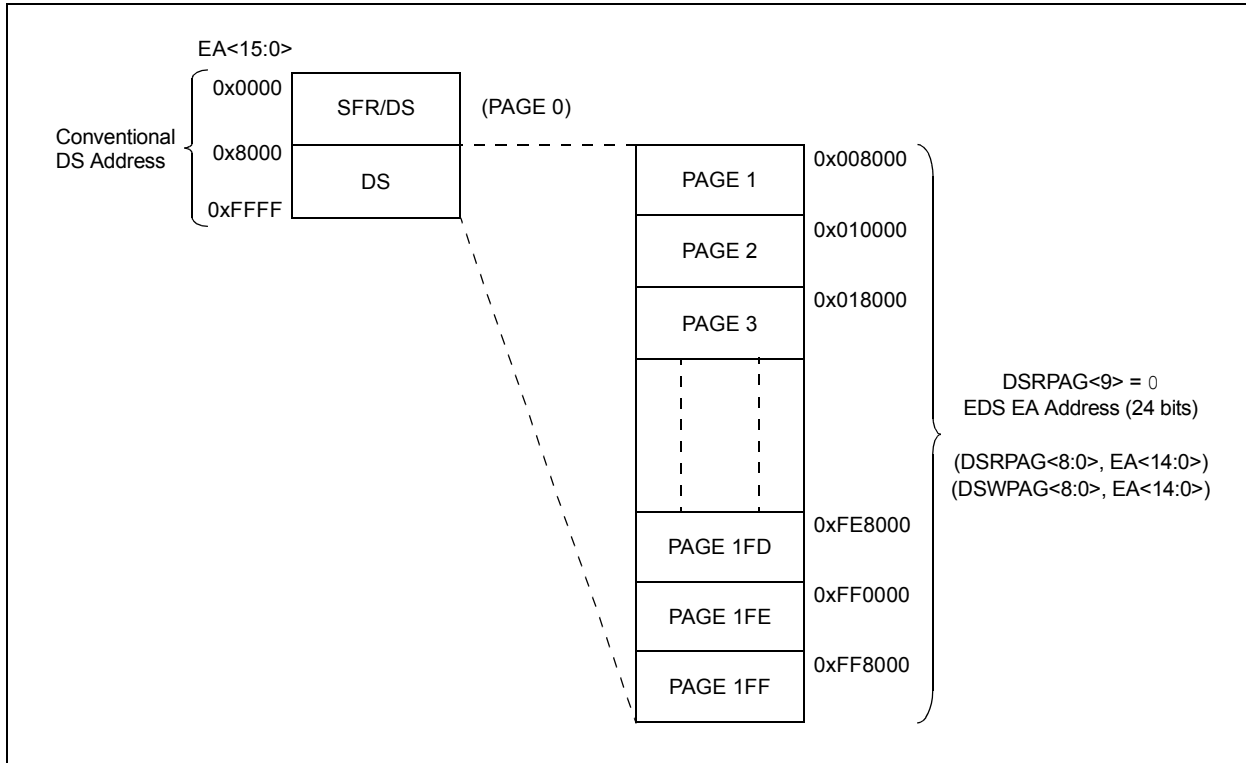 EA<15:0>
0x0000
SFR/DS
(PAGE 0)
Conventional
DS Address
0x8000
DS
0xFFFF
PAGE 1
0x008000
PAGE 2
0x010000
PAGE 3
0x018000
DSRPAG<9> = 0
EDS EA Address (24 bits)
(DSRPAG<8:0>, EA<14:0>)
(DSWPAG<8:0>, EA<14:0>)
PAGE 1FD
0xFE8000
PAGE 1FE
0xFF0000
PAGE 1FF
0xFF8000